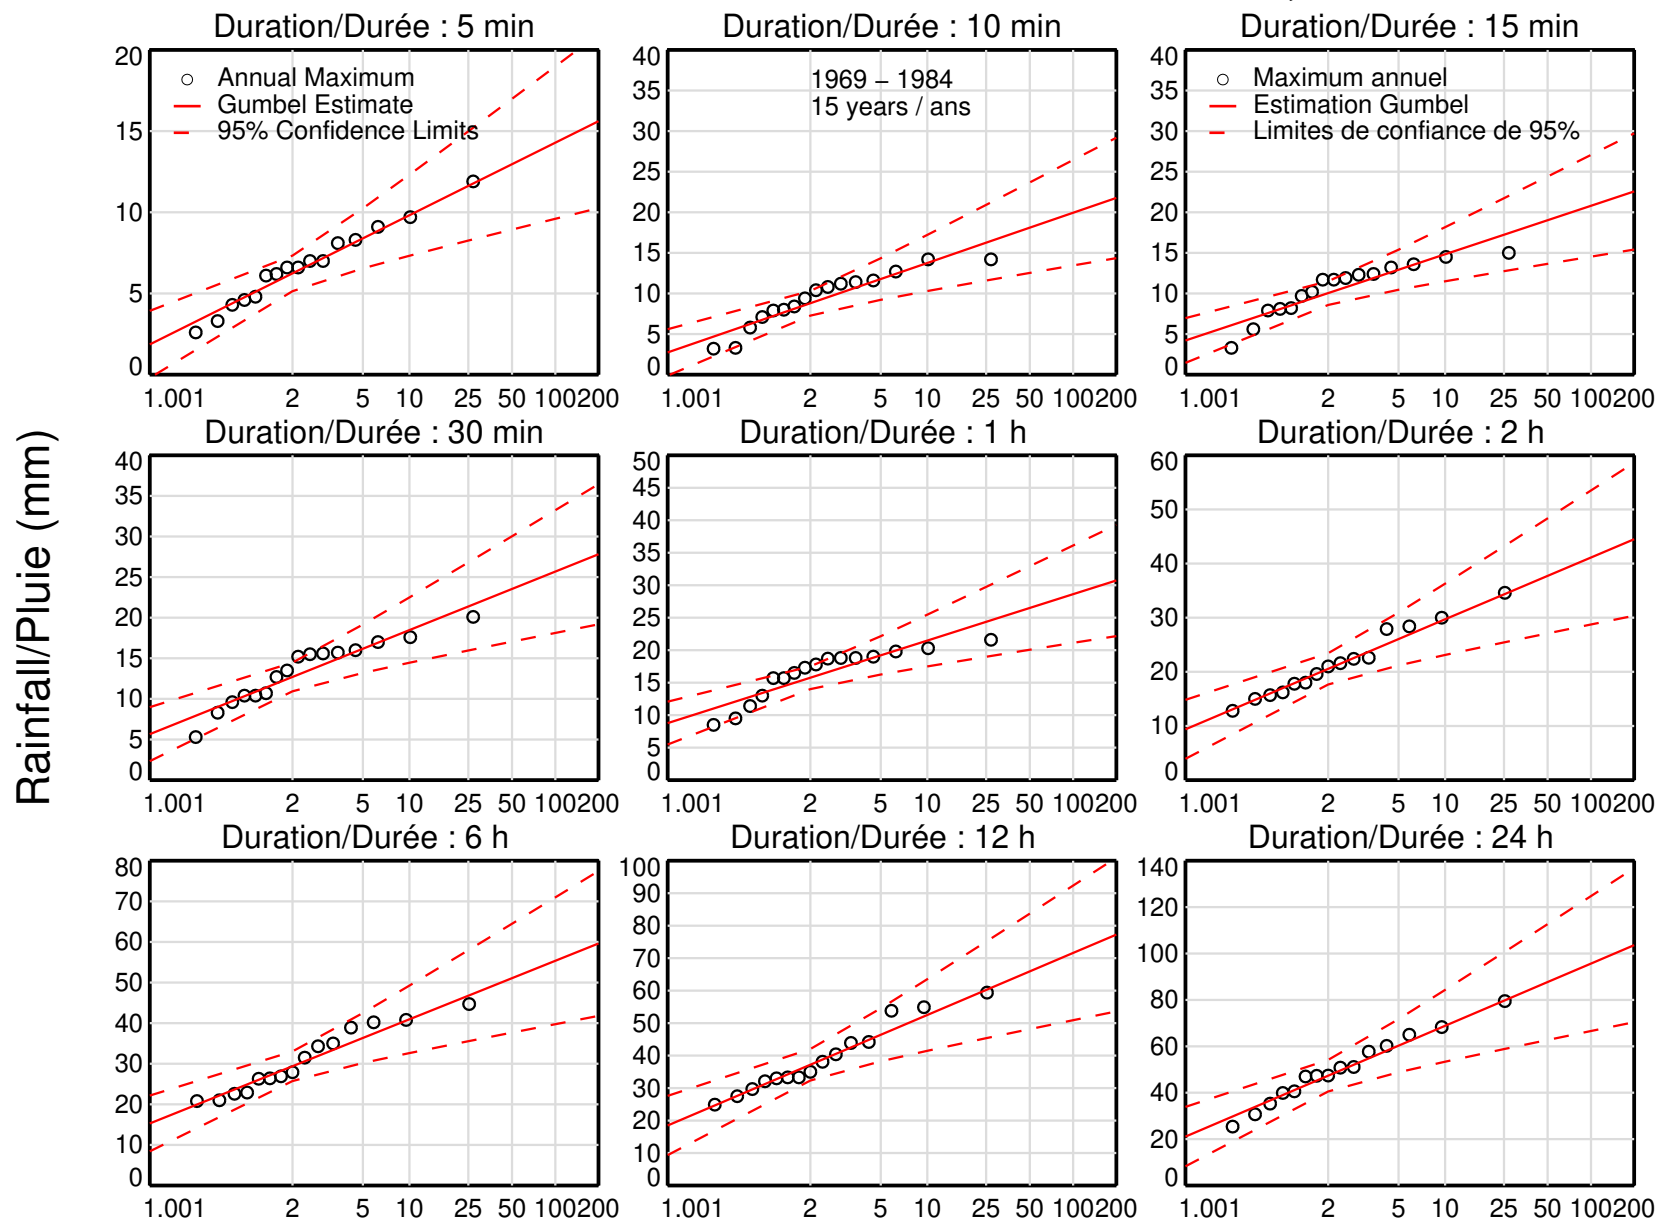 Duration/Durée : 5 min
20
15
10
5
0
Annual Maximum
Gumbel Estimate
95% Confidence Limits
1.001 2 5 10 25 50 100200
Duration/Durée : 10 min
40
35
30
25
20
15
10
5
0
1969 – 1984
15 years / ans
1.001 2 5 10 25 50 100200
Duration/Durée : 15 min
40
35
30
25
20
15
10
5
0
Maximum annuel
Estimation Gumbel
Limites de confiance de 95%
1.001 2 5 10 25 50 100200
Rainfall/Pluie (mm)
Duration/Durée : 30 min
40
35
30
25
20
15
10
5
0
1.001 2 5 10 25 50 100200
Duration/Durée : 1 h
50
45
40
35
30
25
20
15
10
5
0
1.001 2 5 10 25 50 100200
Duration/Durée : 2 h
60
50
40
30
20
10
0
1.001 2 5 10 25 50 100200
Duration/Durée : 6 h
80
70
60
50
40
30
20
10
0
1.001 2 5 10 25 50 100200
Duration/Durée : 12 h
100
90
80
70
60
50
40
30
20
10
0
1.001 2 5 10 25 50 100200
Duration/Durée : 24 h
140
120
100
80
60
40
20
0
1.001 2 5 10 25 50 100200